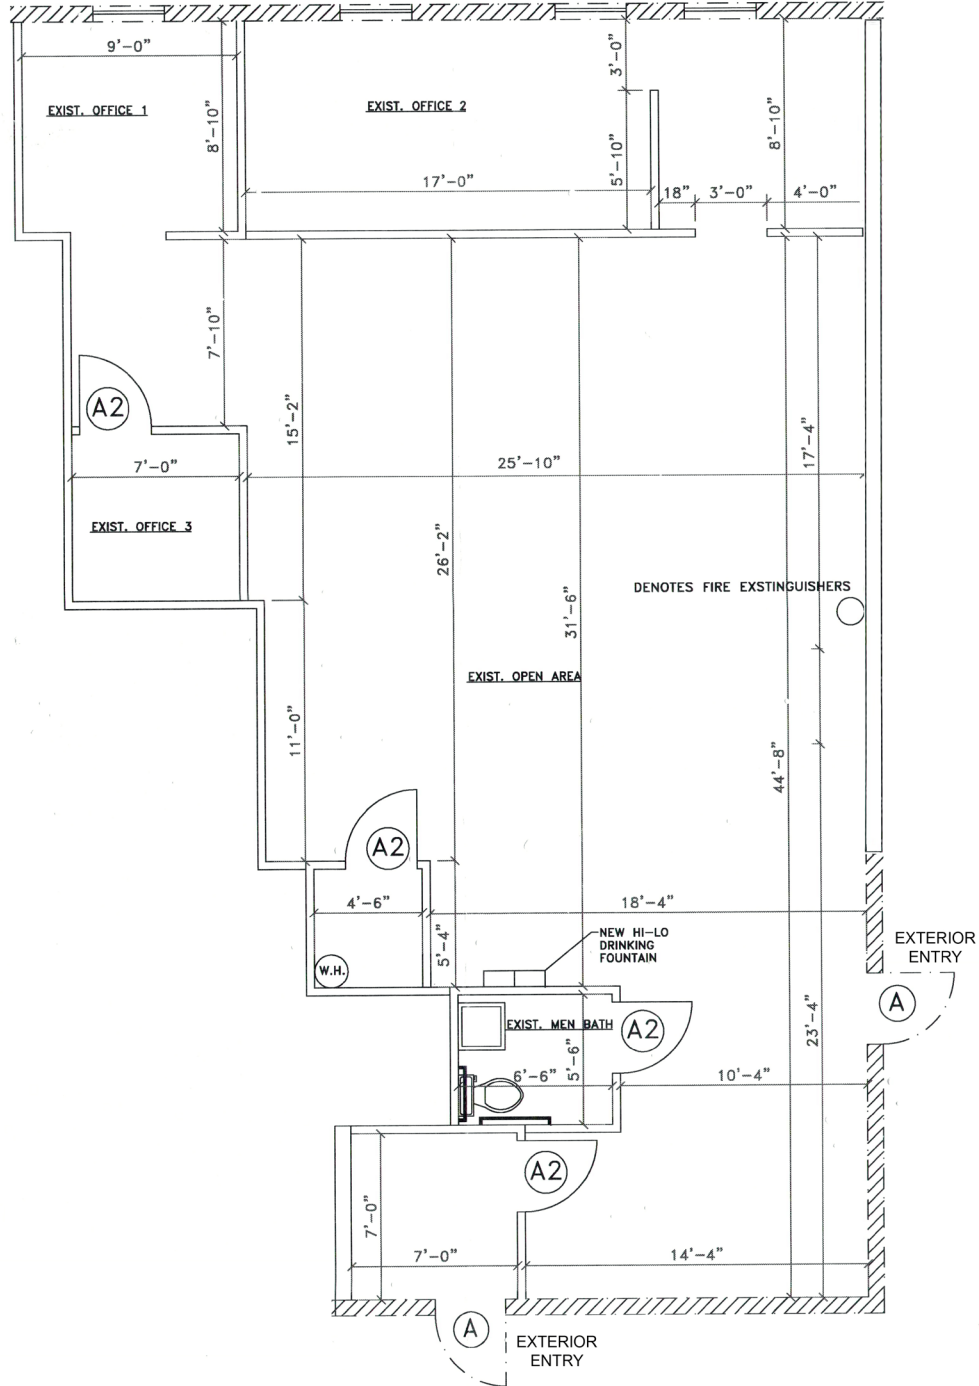 9'-0"
EXIST. OFFICE 1
8'-10"
EXIST. OFFICE 2
3'-0"
5'-10"
8'-10"
17'-0"
18"
3'-0"
4'-0"
7'-10"
A2
15'-2"
17'-4"
7'-0"
25'-10"
EXIST. OFFICE 3
26'-2"
31'-6"
DENOTES FIRE EXSTINGUISHERS
EXIST. OPEN AREA
11'-0"
44'-8"
A2
4'-6"
18'-4"
5'-4"
NEW HI-LO
DRINKING
FOUNTAIN
EXTERIOR
ENTRY
W.H.
A
EXIST. MEN BATH
A2
23'-4"
6'-6"
5'-6"
10'-4"
A2
7'-0"
7'-0"
14'-4"
A
EXTERIOR
ENTRY